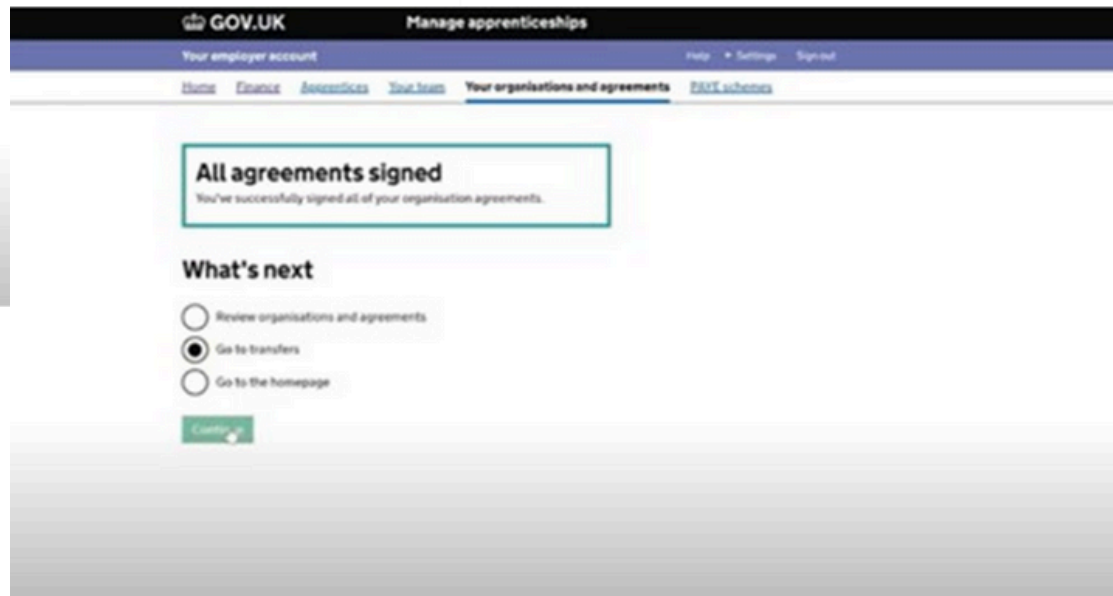 GOV.UK Manage apprenticeships
Your employer account Help Settings Sign out
Home Finance Apprentices Your team Your organisations and agreements PAYE schemes
All agreements signed
You've successfully signed all of your organisation agreements.
What's next
Review organisations and agreements
Go to transfers
Go to the homepage
Continue